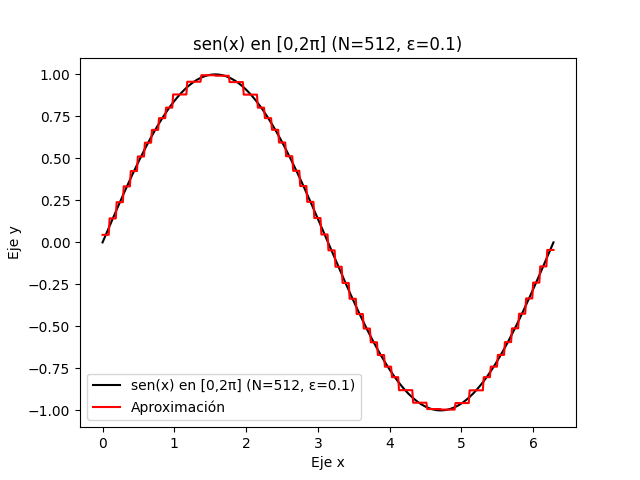 sen(x) en [0,2π] (N=512, ε=0.1)
1.00
0.75
0.50
0.25
0.00
−0.25
−0.50
−0.75
−1.00
Eje y
sen(x) en [0,2π] (N=512, ε=0.1)
Aproximación
0 1 2 3 4 5 6
Eje x